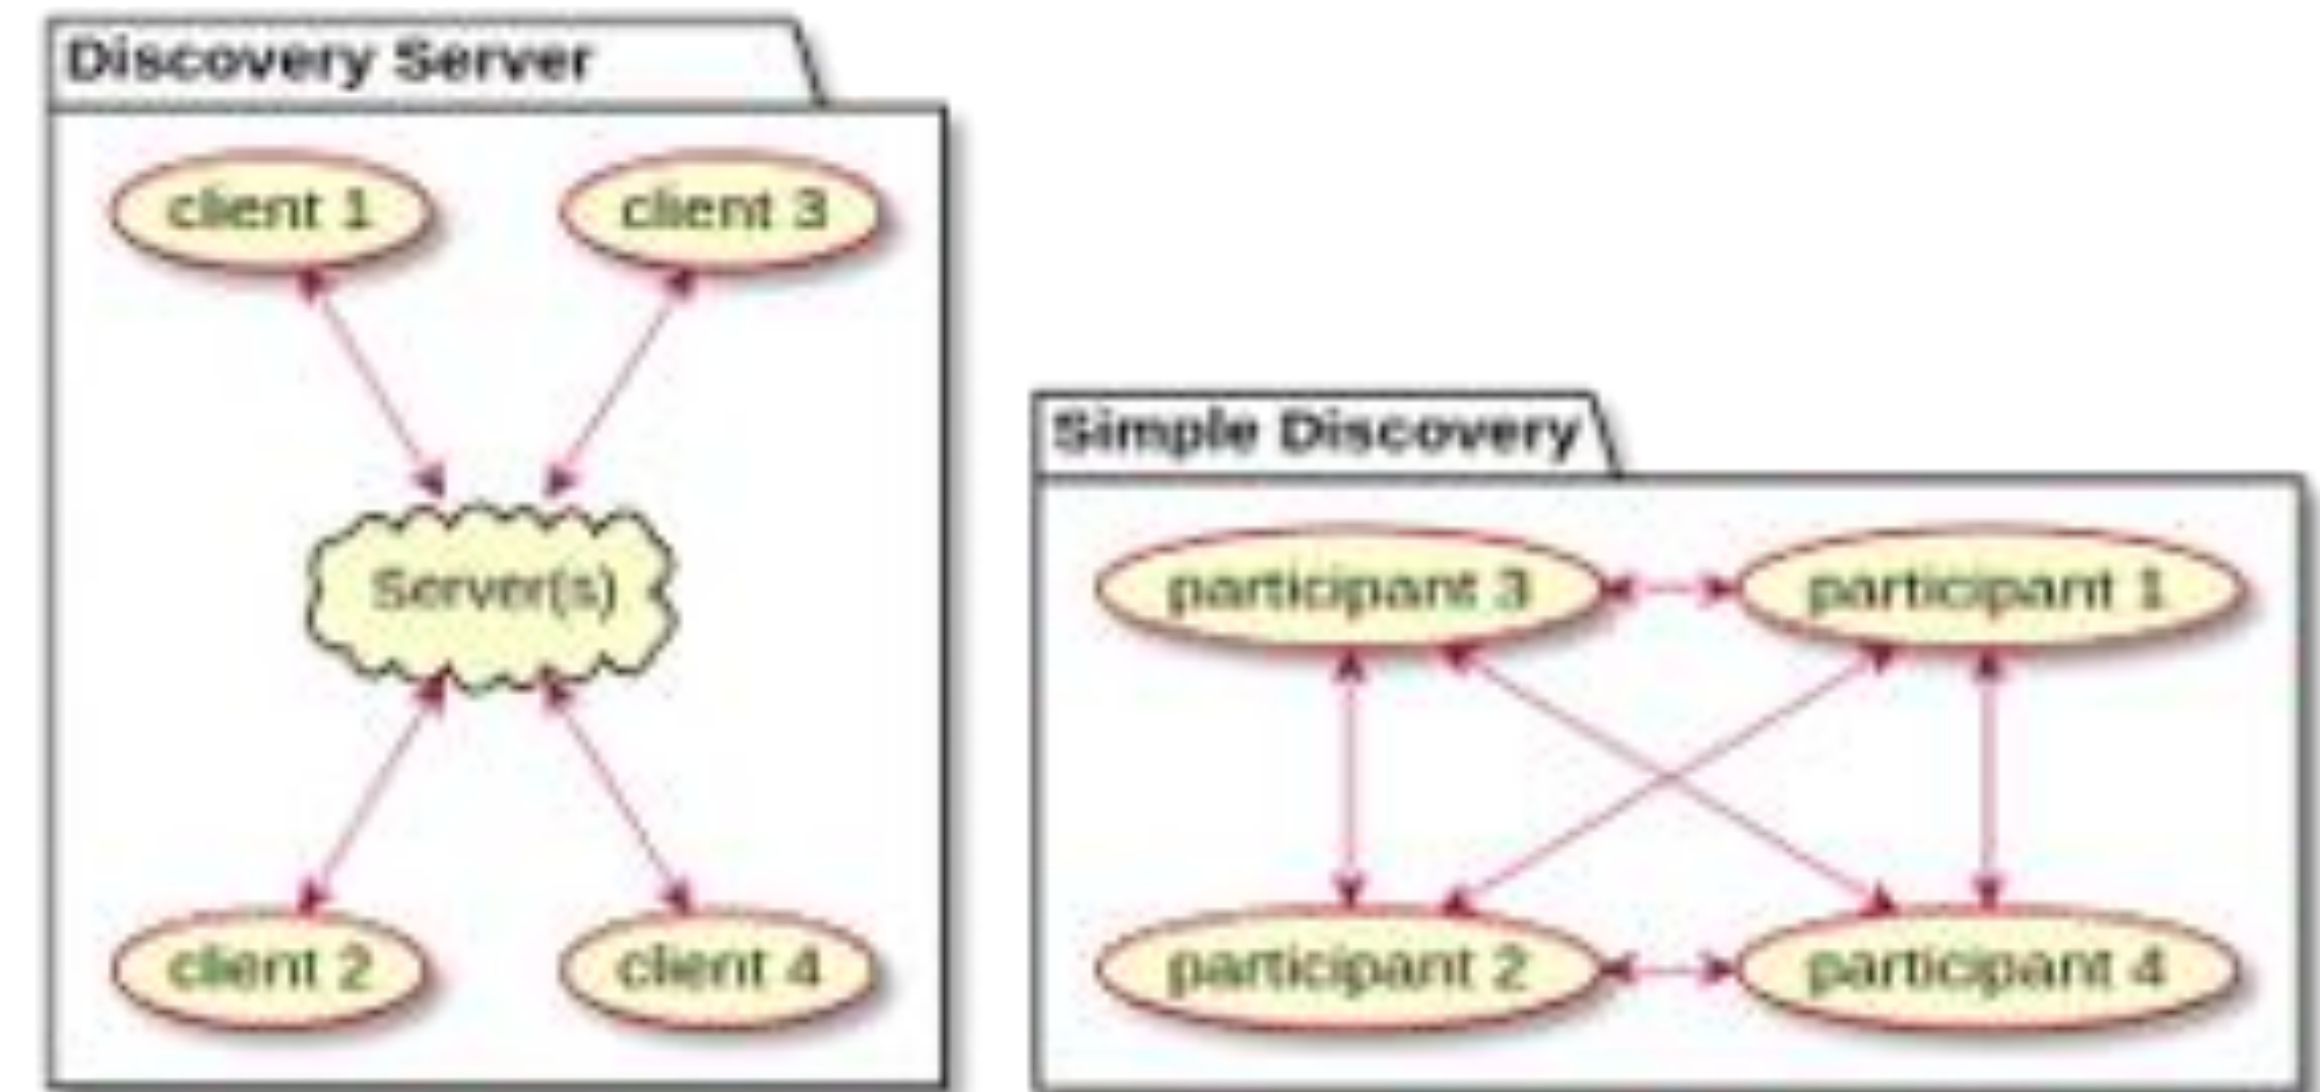 Discovery Server
client 1
client 3
Server(s)
client 2
client 4
Simple Discovery
participant 3
participant 1
participant 2
participant 4